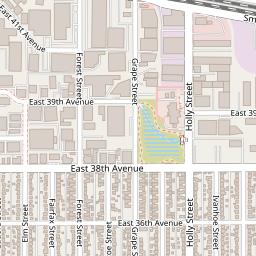 Sm
East 41st Avenue
Forest Street
Grape Street
Holly Street
East 39th Avenue
East 39
East 38th Avenue
East 36th Avenue
Elm Street
Fairfax Street
Forest Street
Grape
Holly Street
Ivanhoe Street